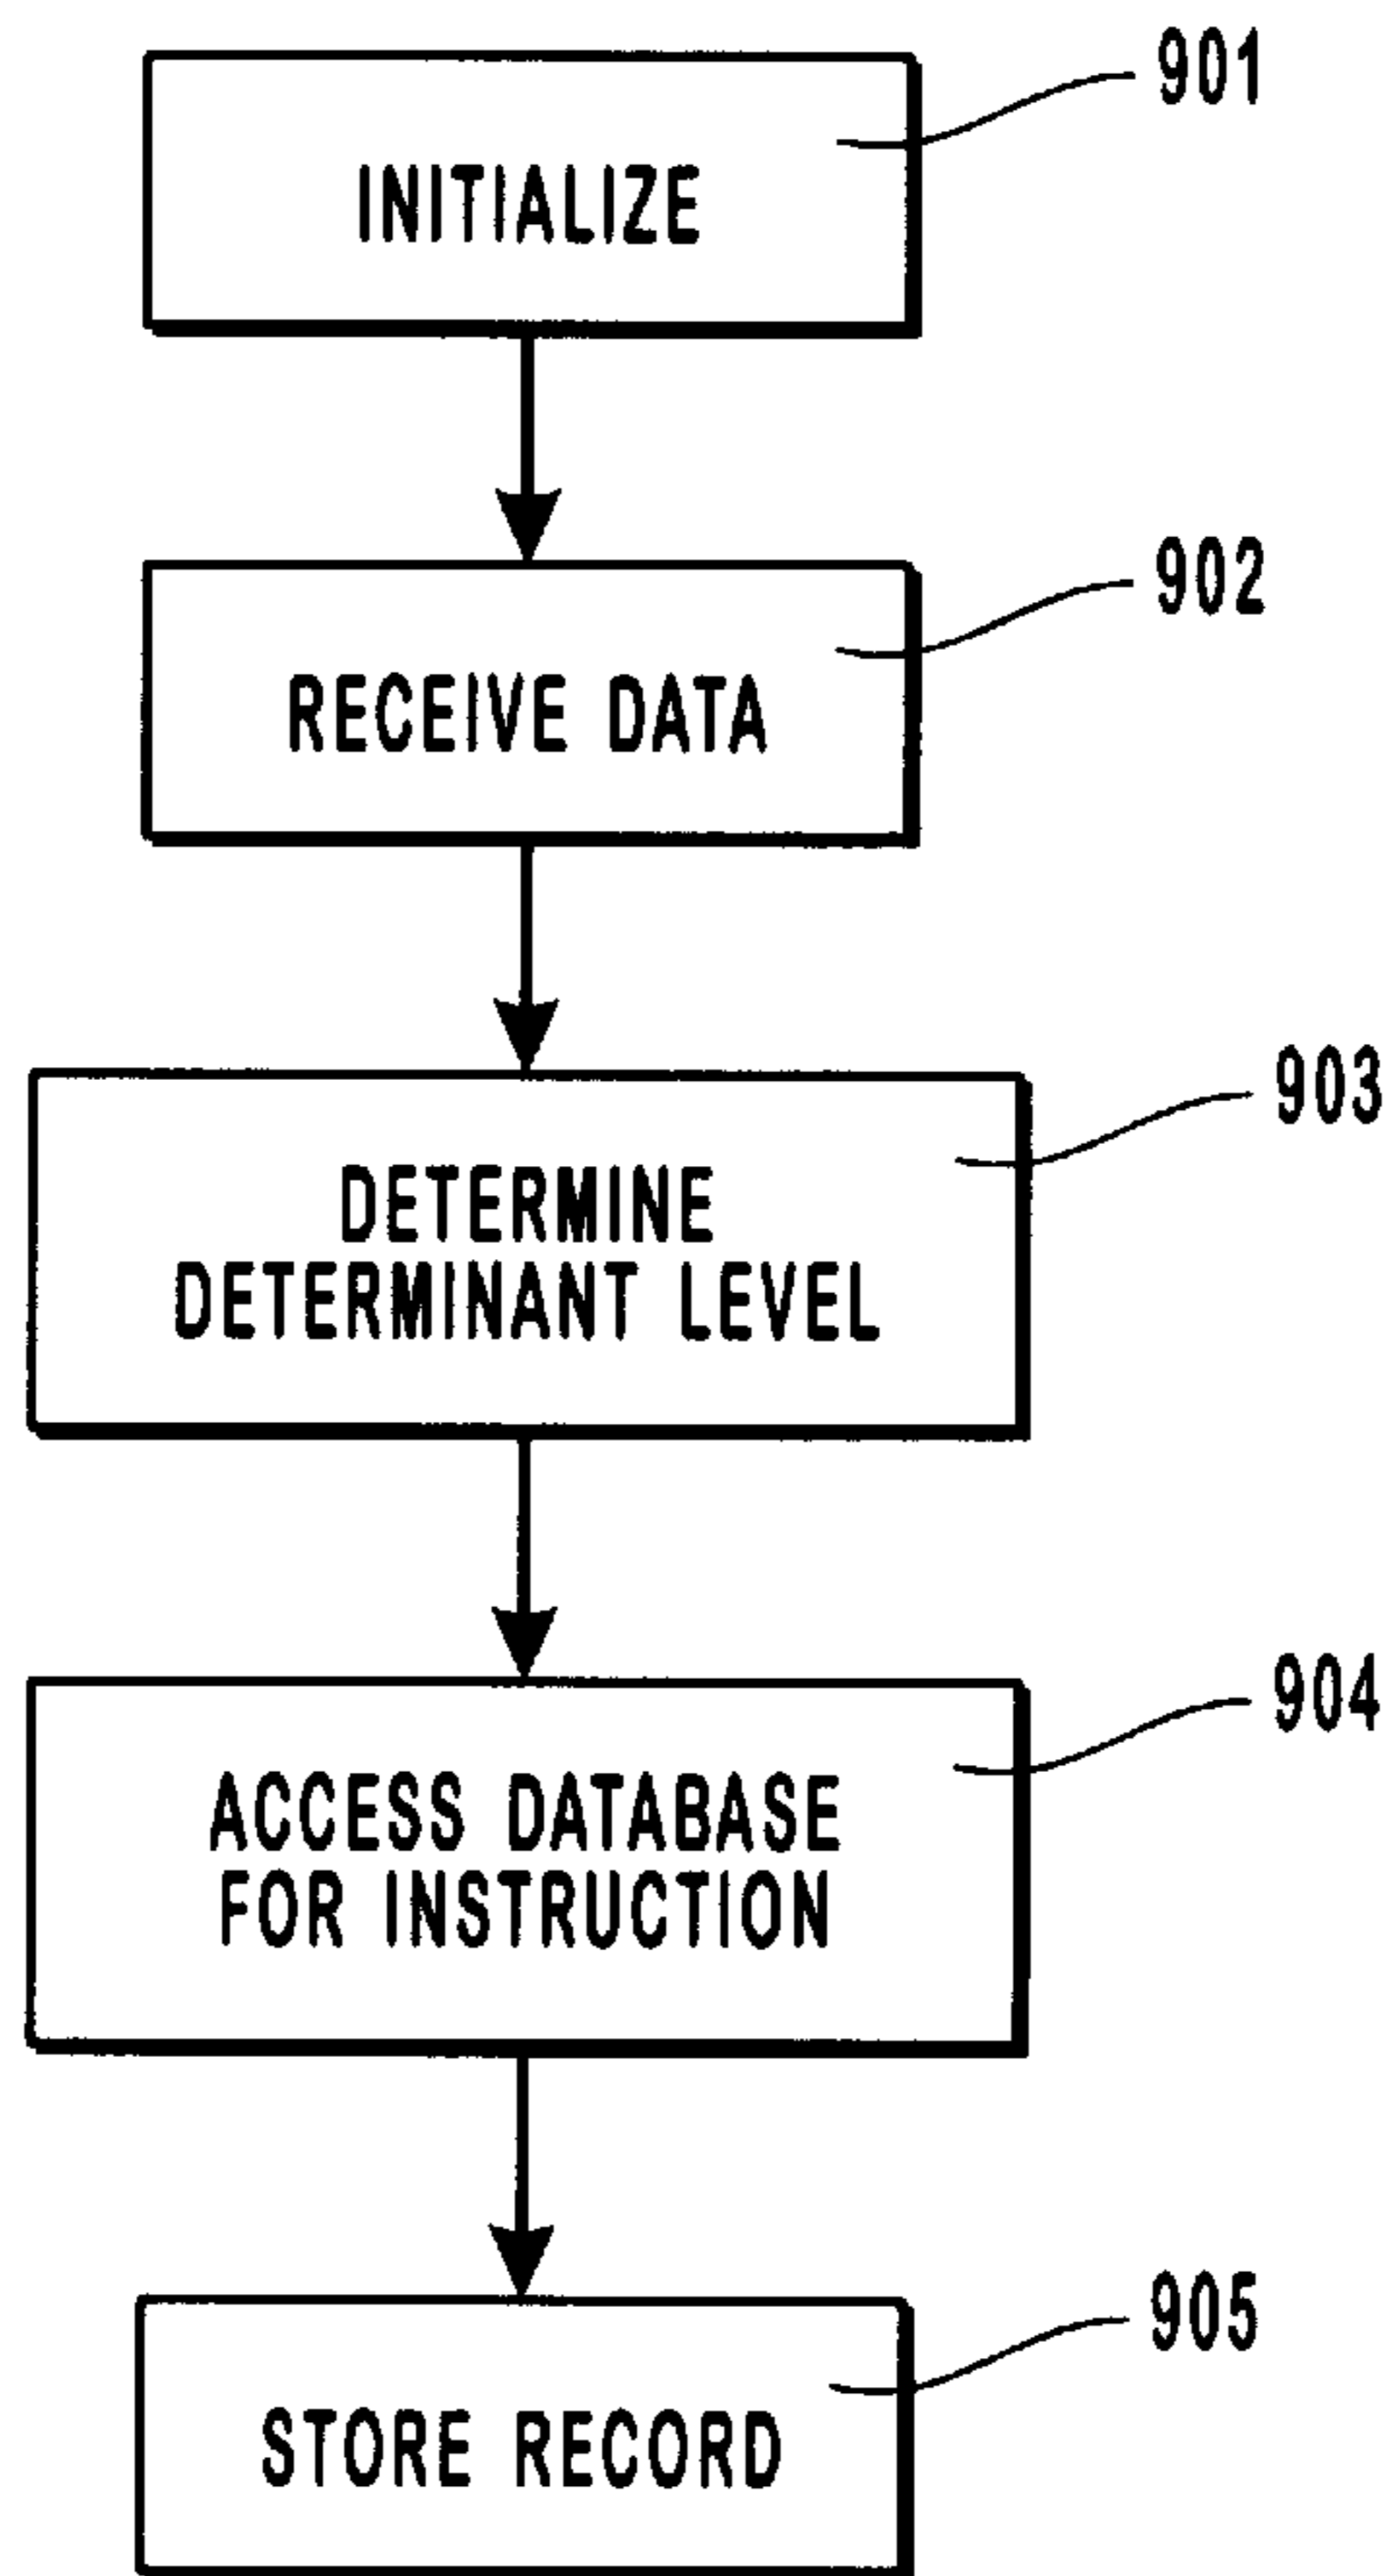 901
INITIALIZE
902
RECEIVE DATA
903
DETERMINE
DETERMINANT LEVEL
904
ACCESS DATABASE
FOR INSTRUCTION
905
STORE RECORD